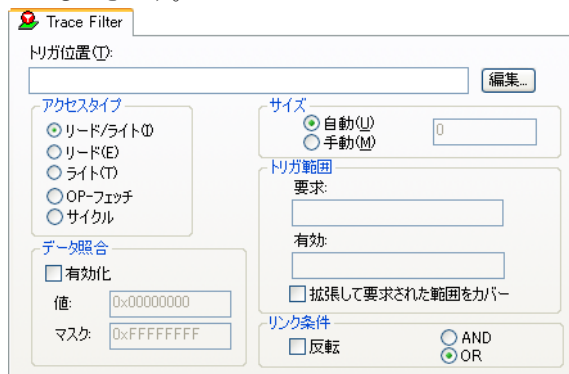 Trace Filter
トリガ位置(T):
編集...
アクセスタイプ
リード/ライト(I)
リード(E)
ライト(T)
OP-フェッチ
サイクル
サイズ
自動(U)
手動(M)
0
トリガ範囲
要求:
有効:
拡張して要求された範囲をカバー
データ照合
有効化
値:
0x00000000
マスク:
0xFFFFFFFF
リンク条件
反転
AND
OR